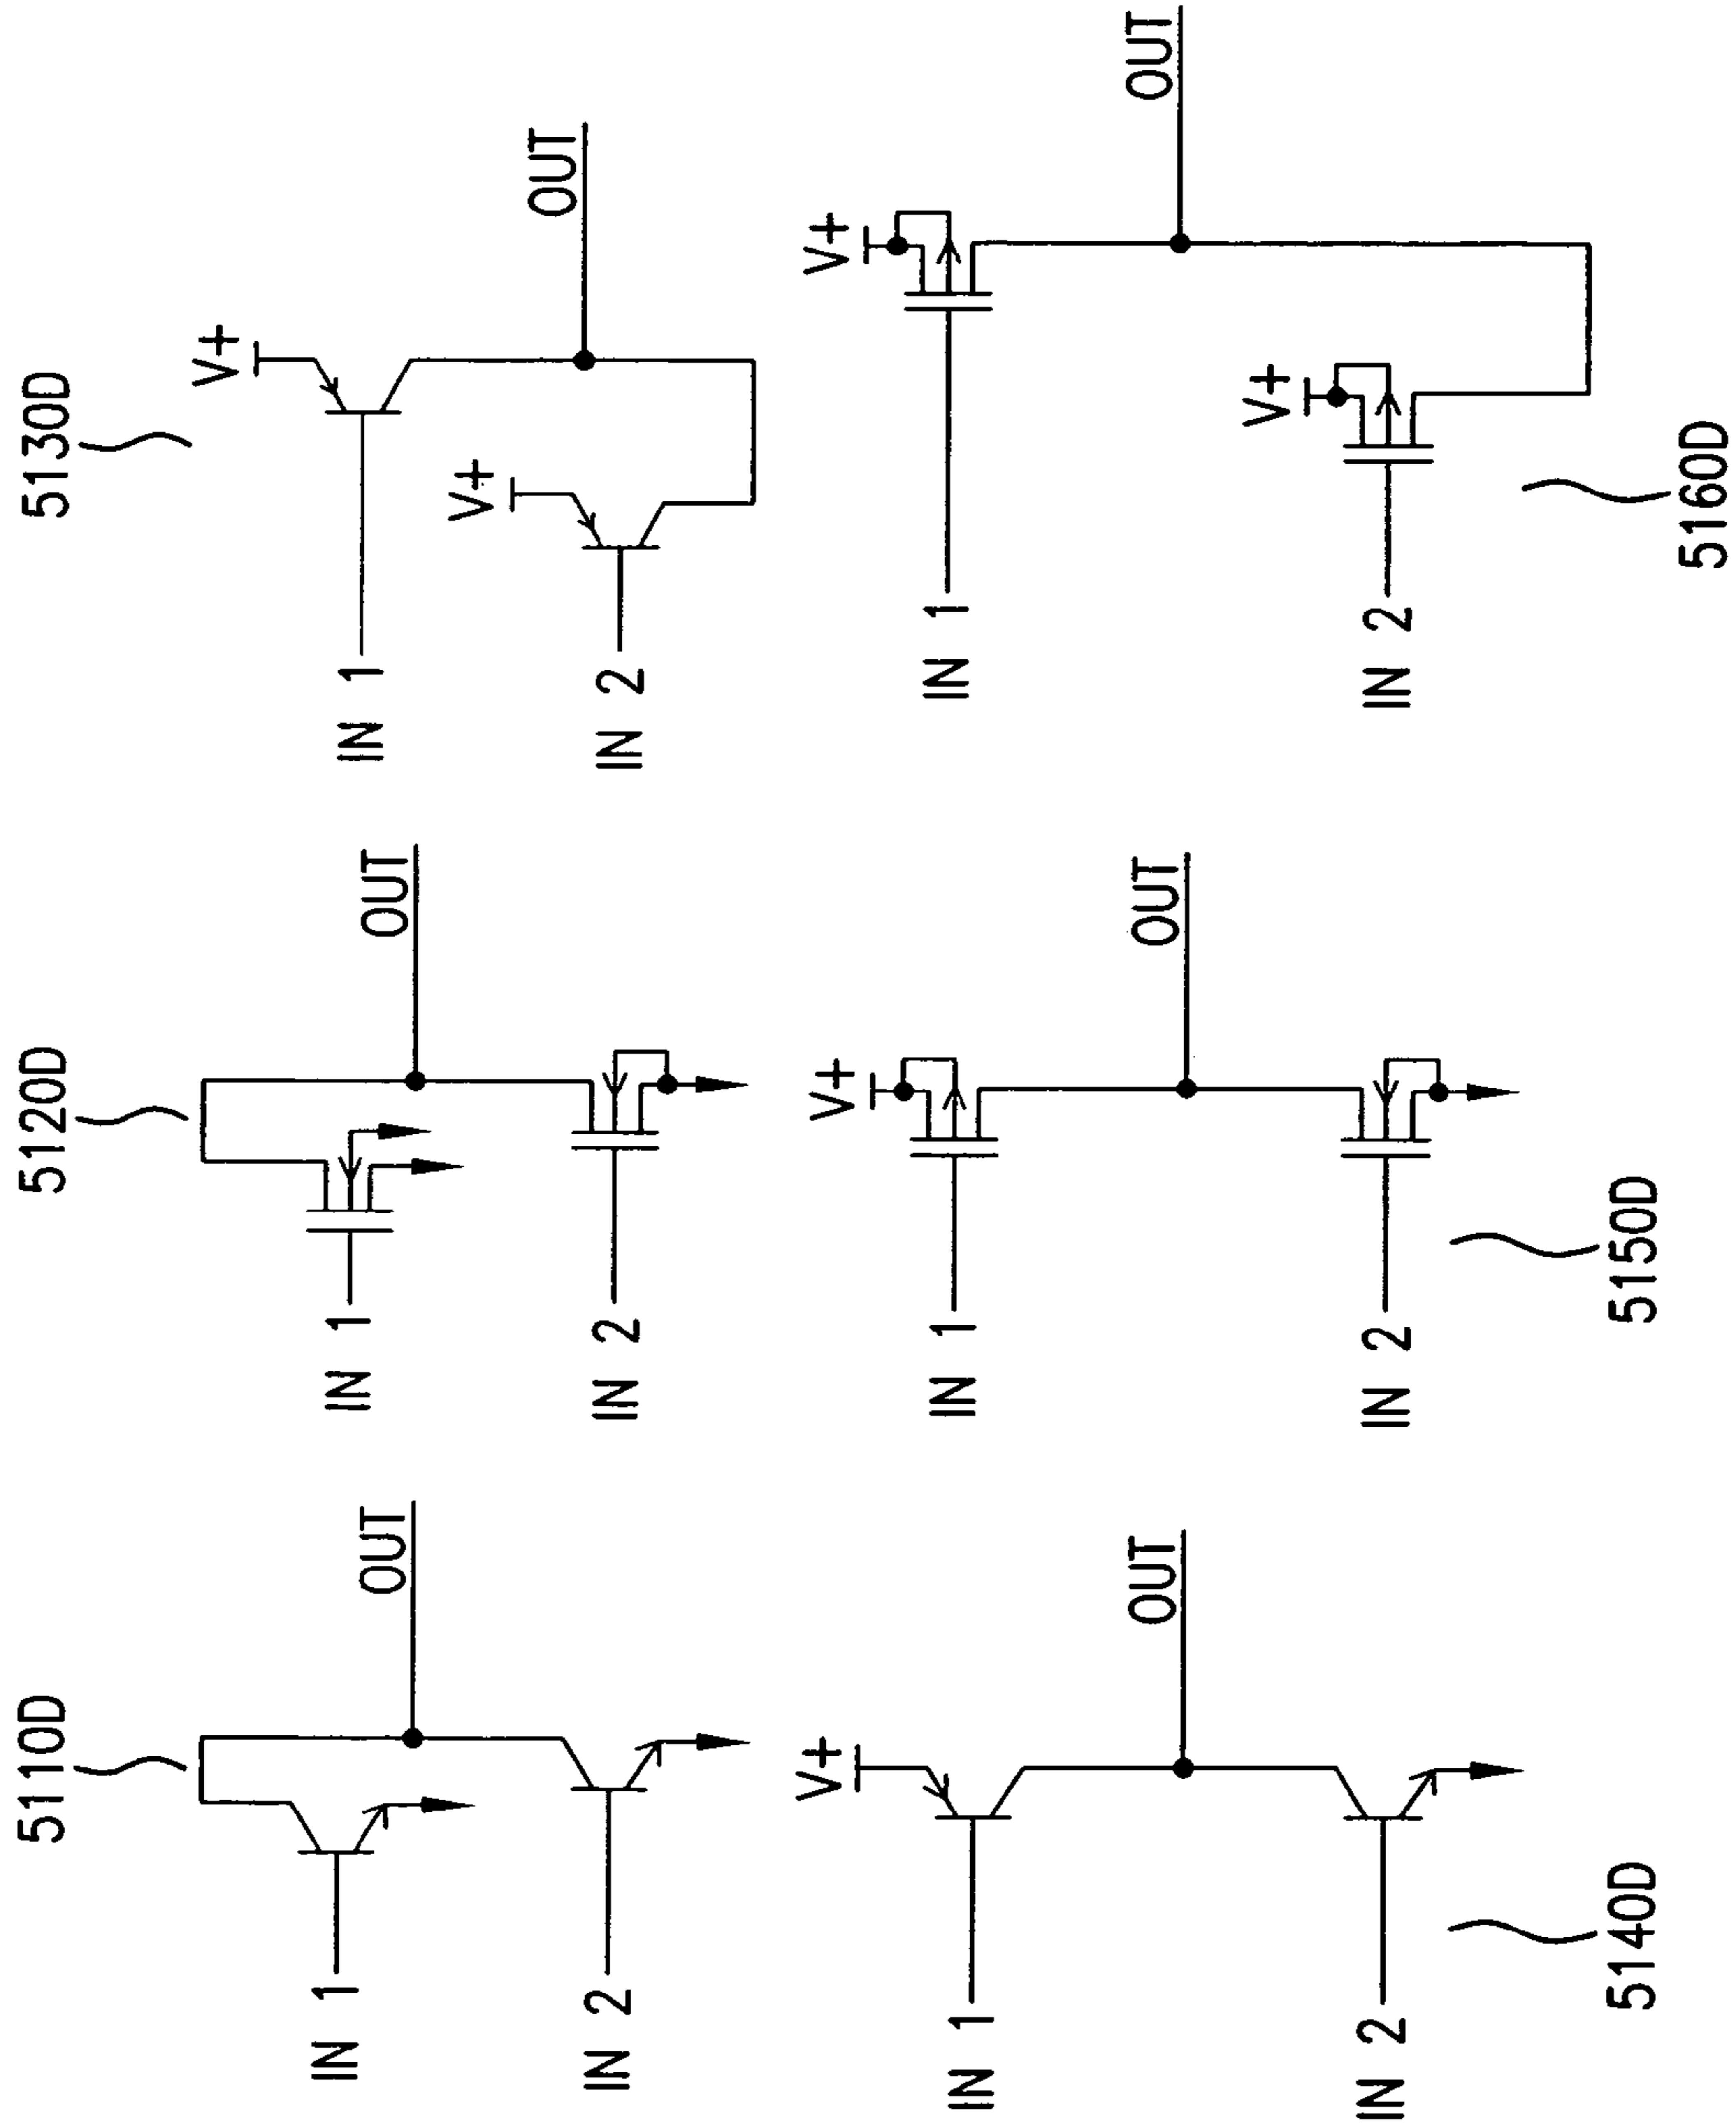 5110D
IN 1
OUT
IN 2
5120D
IN 1
OUT
IN 2
5130D
V+
IN 1
V+
OUT
IN 2
V+
IN 1
OUT
IN 2
5140D
V+
IN 1
OUT
IN 2
5150D
V+
IN 1
OUT
V+
IN 2
5160D